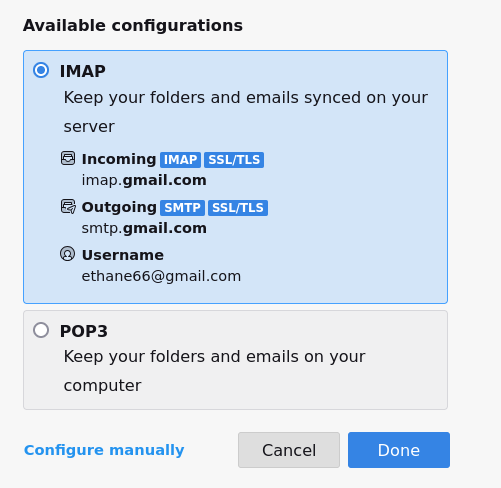 Available configurations
IMAP
Keep your folders and emails synced on your
server
Incoming IMAP SSL/TLS
imap.gmail.com
Outgoing SMTP SSL/TLS
smtp.gmail.com
Username
ethane66@gmail.com
POP3
Keep your folders and emails on your
computer
Configure manually Cancel Done